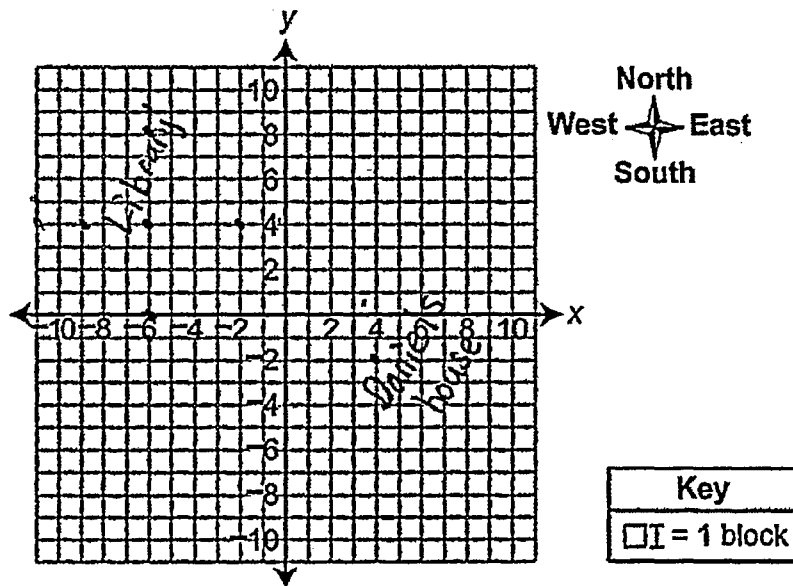 y
10
8
6
4
2
-10 -8 -6 -4 -2 2 4 6 8 10 x
-2
-4
-6
-8
-10
Library
Daniel's
house
North
West East
South
Key
= 1 block